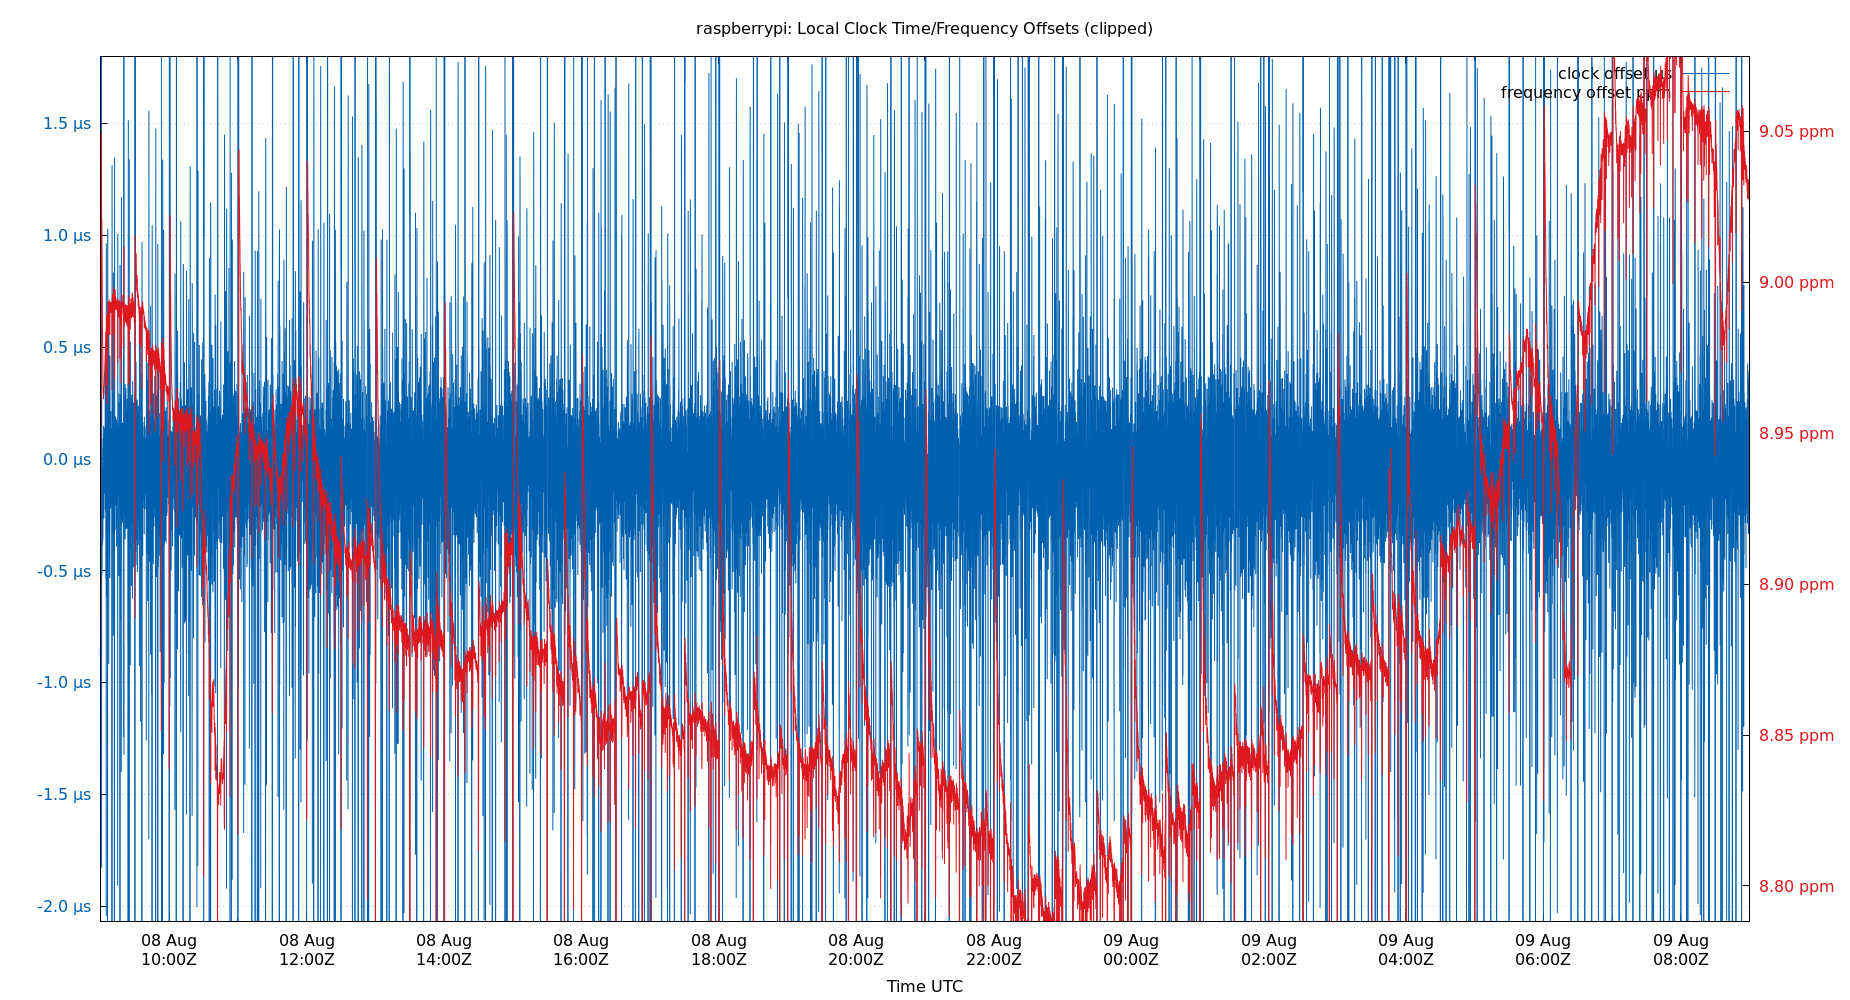 raspberrypi: Local Clock Time/Frequency Offsets (clipped)
clock offset µs
frequency offset ppm
1.5 µs
1.0 µs
0.5 µs
0.0 µs
-0.5 µs
-1.0 µs
-1.5 µs
-2.0 µs
9.05 ppm
9.00 ppm
8.95 ppm
8.90 ppm
8.85 ppm
8.80 ppm
08 Aug 08 Aug 08 Aug 08 Aug 08 Aug 08 Aug 08 Aug 09 Aug 09 Aug 09 Aug 09 Aug 09 Aug
10:00Z 12:00Z 14:00Z 16:00Z 18:00Z 20:00Z 22:00Z 00:00Z 02:00Z 04:00Z 06:00Z 08:00Z
Time UTC